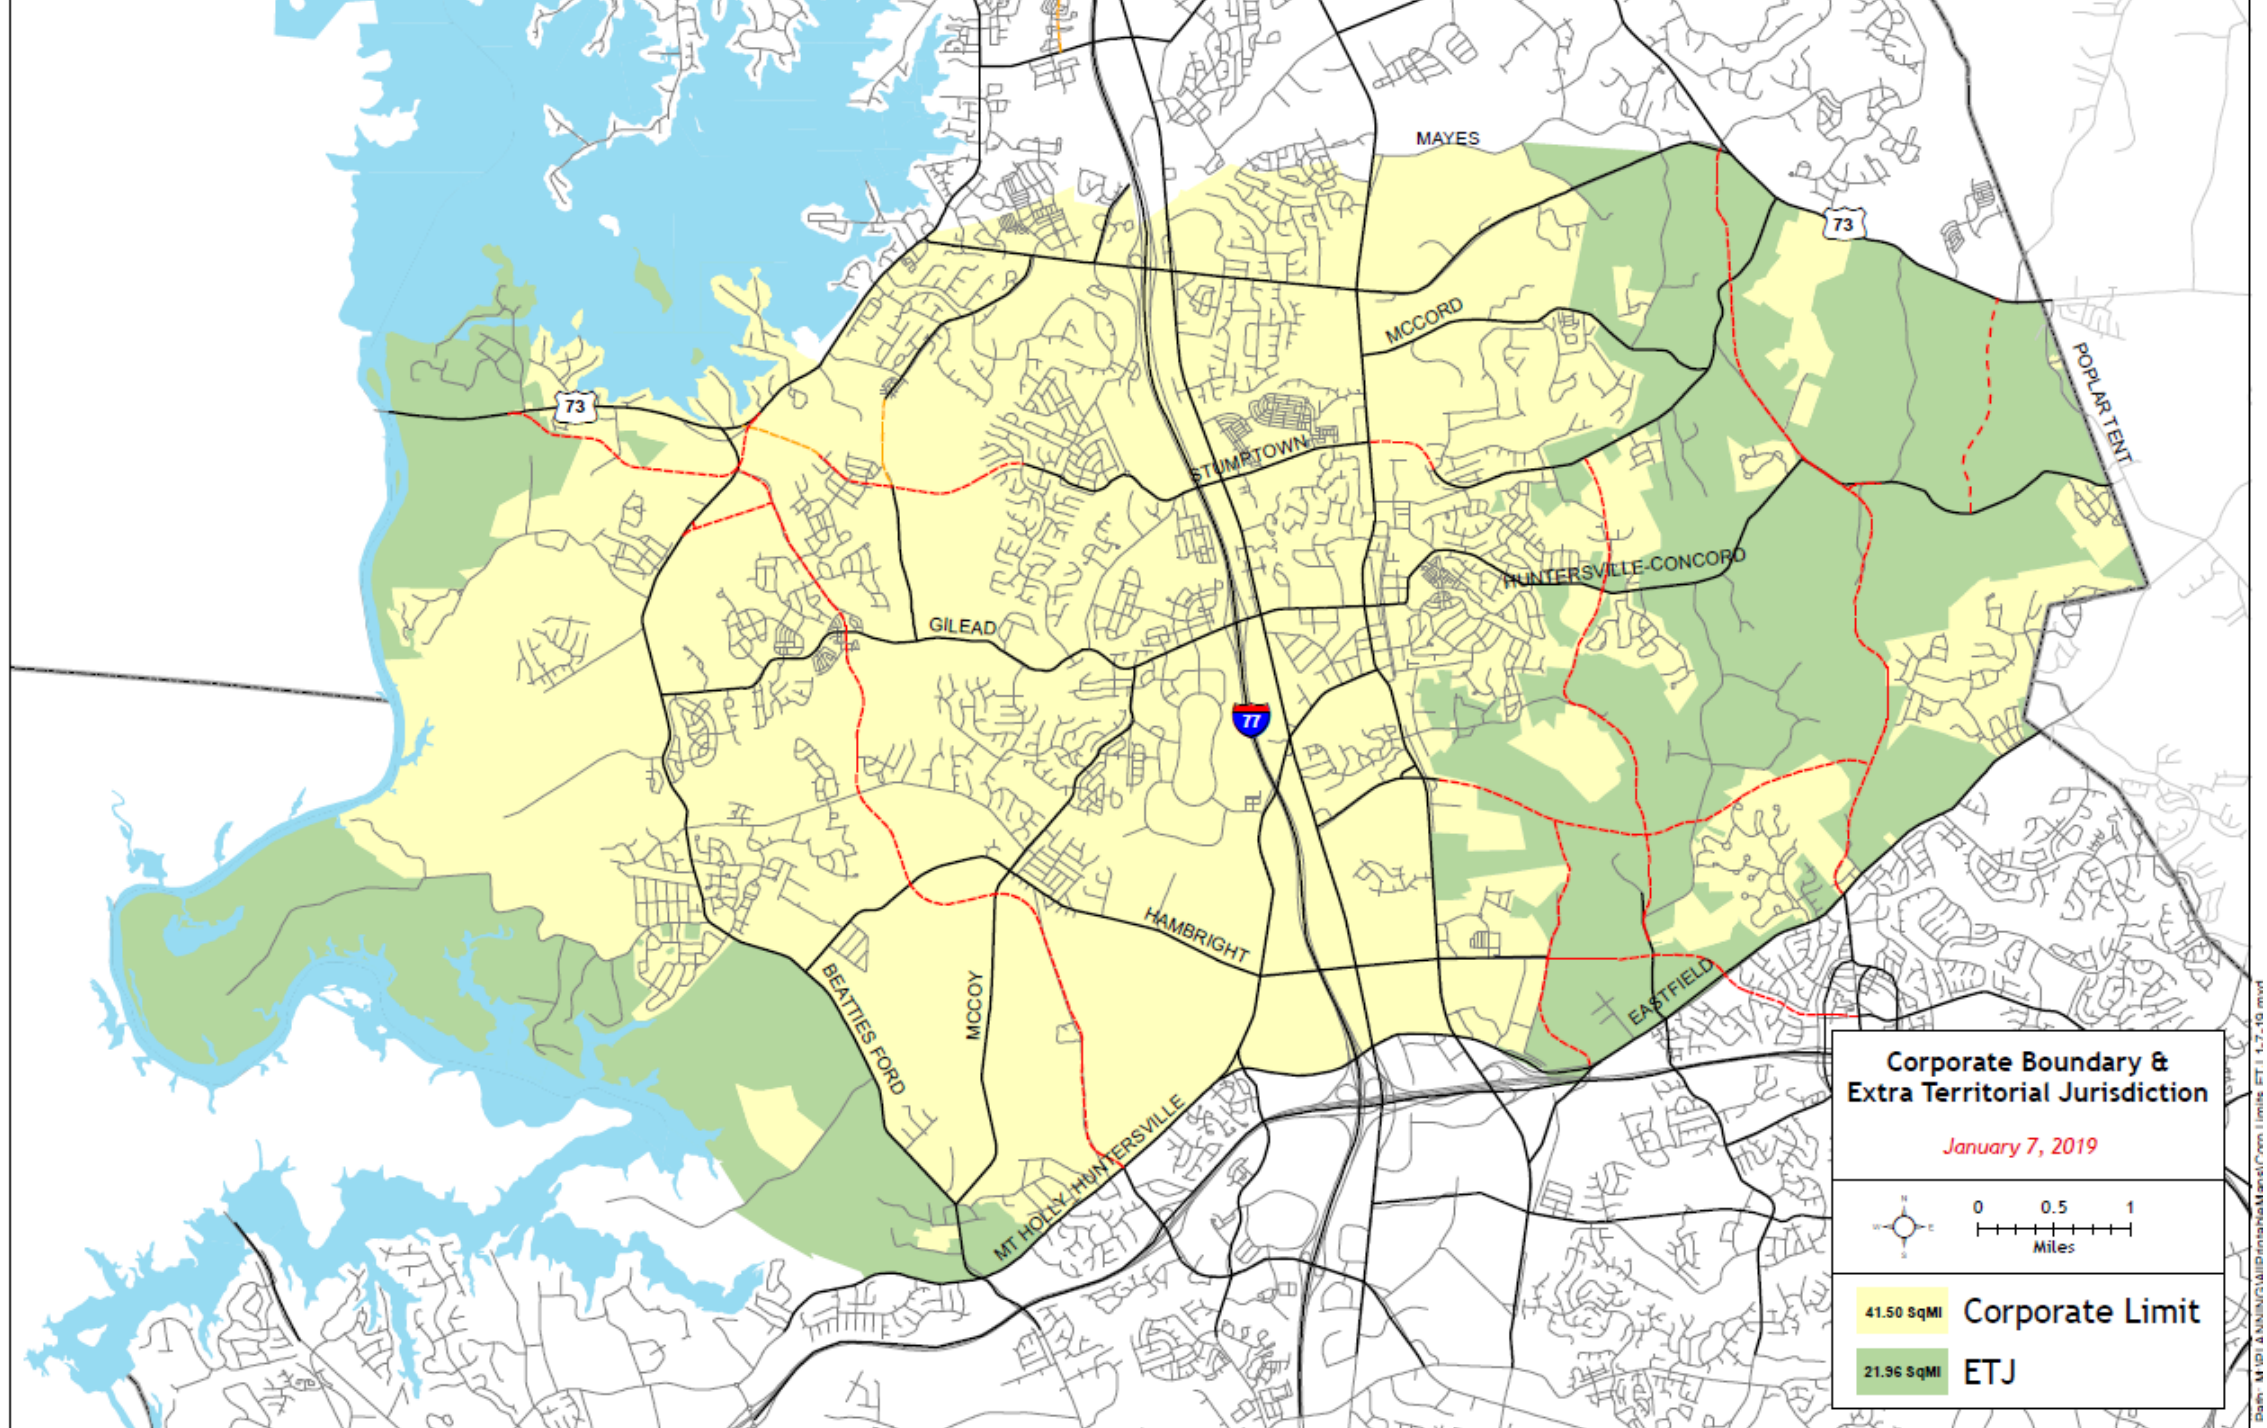 MAYES
73
MCCORD
POPLAR TENT
73
STUMPTOWN
HUNTERSVILLE-CONCORD
GILEAD
77
HAMBRIGHT
BEATTIES FORD
MCCOY
EASTFIELD
MT HOLLY HUNTERSVILLE
Corporate Boundary &
Extra Territorial Jurisdiction
January 7, 2019
N
W E
S
0 0.5 1
Miles
41.50 SqMI Corporate Limit
21.96 SqMI ETJ